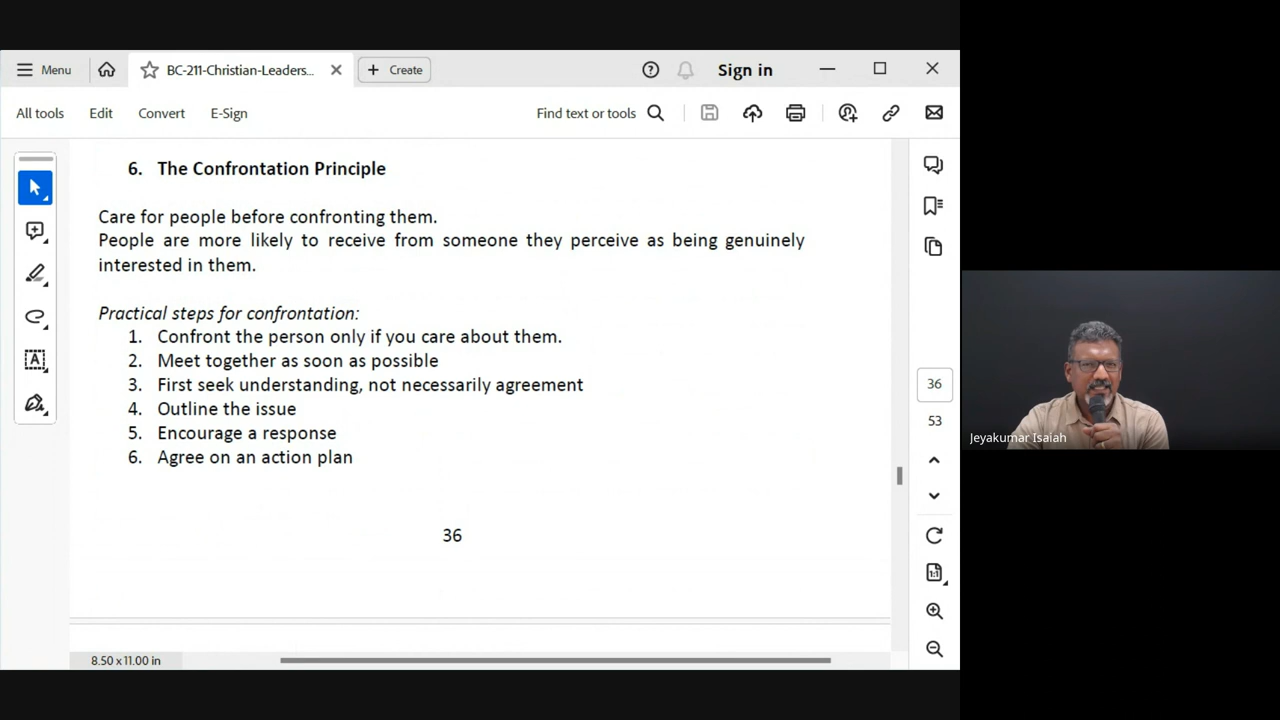 Menu
BC-211-Christian-Leaders...
Create
Sign in
All tools
Edit
Convert
E-Sign
Find text or tools
6. The Confrontation Principle
Care for people before confronting them.
People are more likely to receive from someone they perceive as being genuinely
interested in them.
Practical steps for confrontation:
1. Confront the person only if you care about them.
2. Meet together as soon as possible
3. First seek understanding, not necessarily agreement
4. Outline the issue
5. Encourage a response
6. Agree on an action plan
36
8.50 x 11.00 in
36
53
1:1
Jeyakumar Isaiah